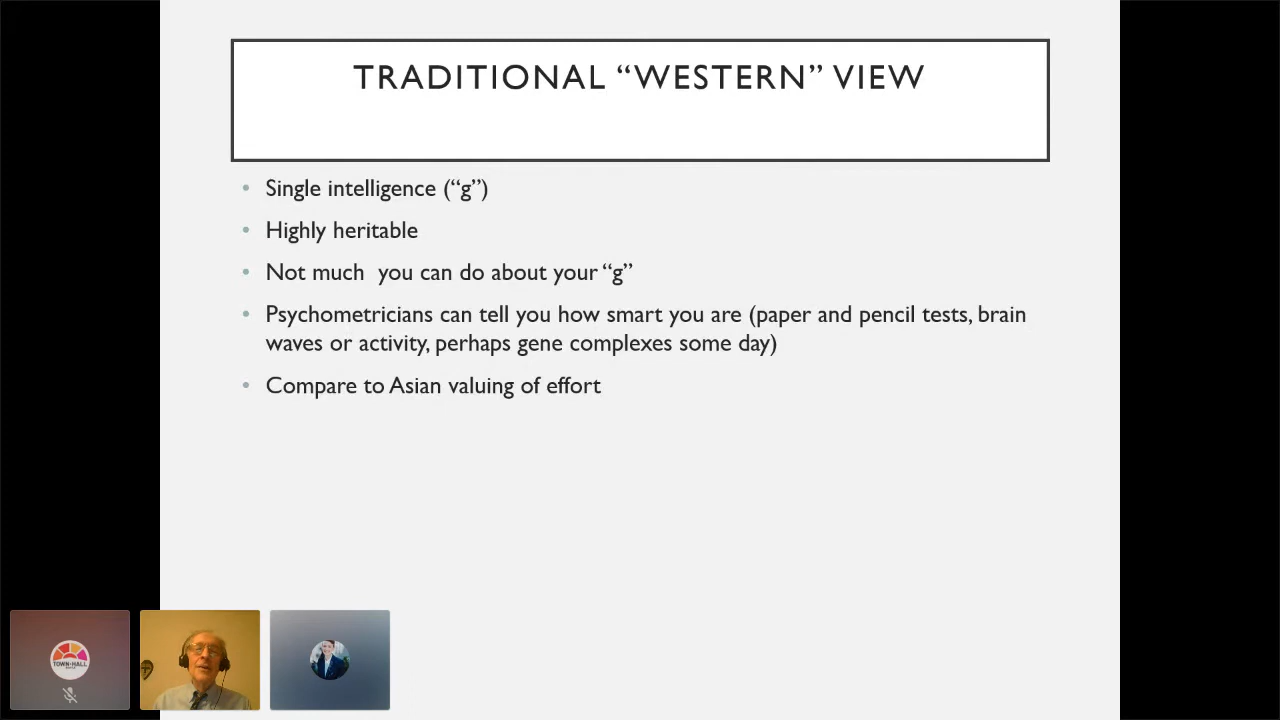 TRADITIONAL “WESTERN” VIEW
• Single intelligence (“g”)
• Highly heritable
• Not much  you can do about your “g”
• Psychometricians can tell you how smart you are (paper and pencil tests, brain
waves or activity, perhaps gene complexes some day)
• Compare to Asian valuing of effort
TOWN HALL